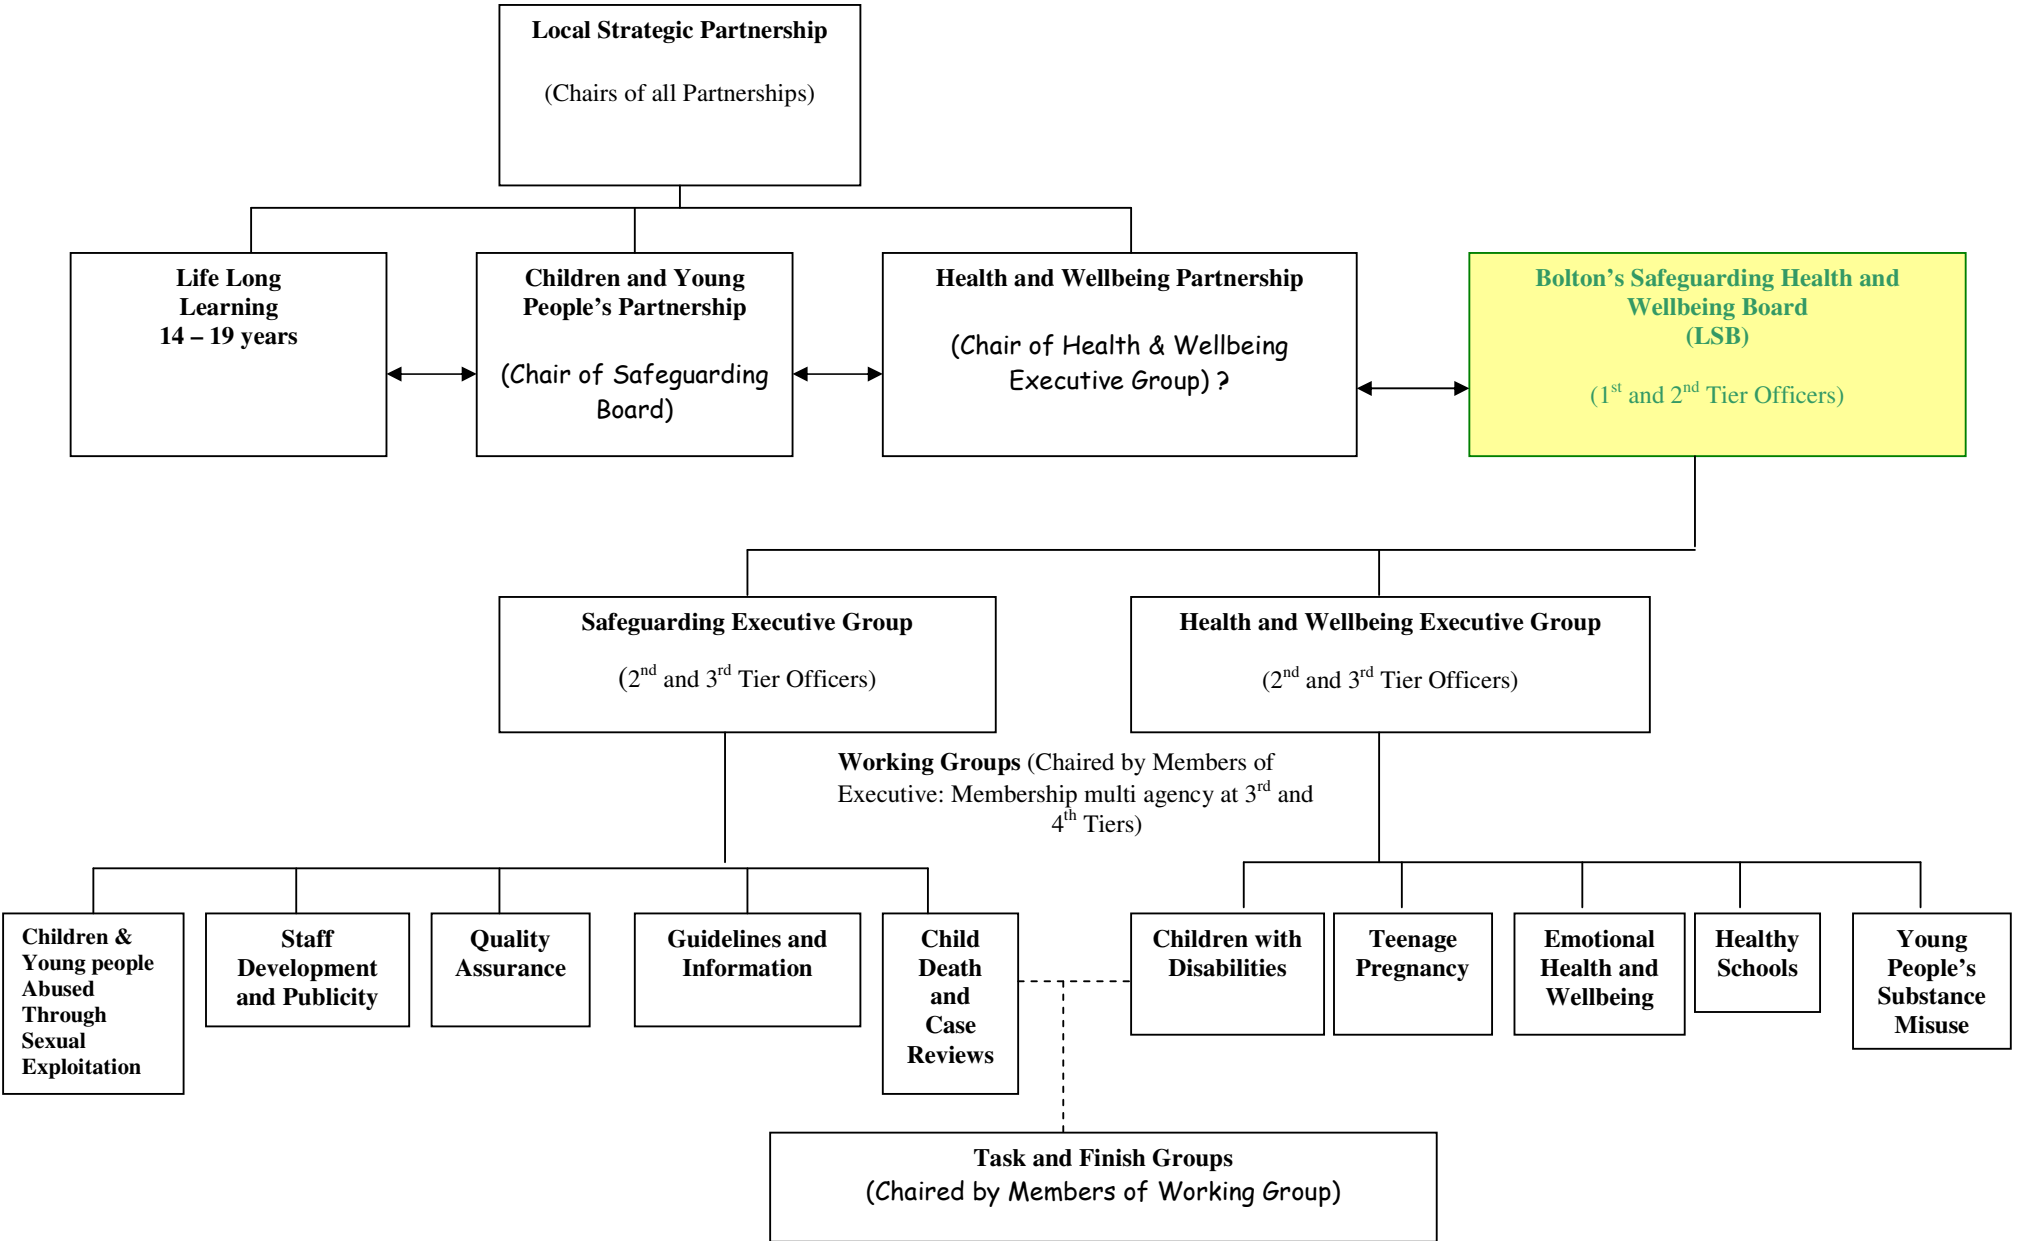 Local Strategic Partnership
(Chairs of all Partnerships)
Life Long
Learning
14 – 19 years
Children and Young
People’s Partnership
(Chair of Safeguarding
Board)
Health and Wellbeing Partnership
(Chair of Health & Wellbeing
Executive Group) ?
Bolton’s Safeguarding Health and
Wellbeing Board
(LSB)
(1st and 2nd Tier Officers)
Safeguarding Executive Group
(2nd and 3rd Tier Officers)
Health and Wellbeing Executive Group
(2nd and 3rd Tier Officers)
Working Groups (Chaired by Members of
Executive: Membership multi agency at 3rd and
4th Tiers)
Children &
Young people
Abused
Through
Sexual
Exploitation
Staff
Development
and Publicity
Quality
Assurance
Guidelines and
Information
Child
Death
and
Case
Reviews
Children with
Disabilities
Teenage
Pregnancy
Emotional
Health and
Wellbeing
Healthy
Schools
Young
People’s
Substance
Misuse
Task and Finish Groups
(Chaired by Members of Working Group)